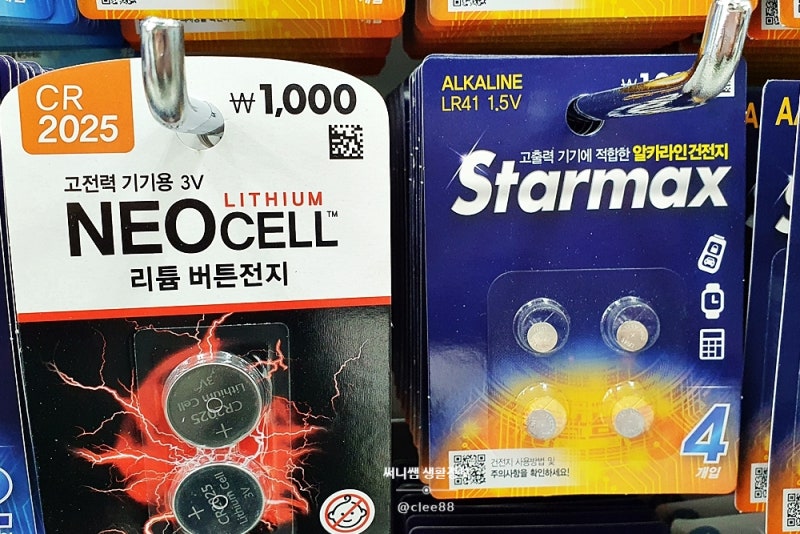 CR
2025
₩1,000
고전력 기기용 3V
LITHIUM
NEOCELL™
리튬 버튼전지
CR2025
Lithium Cell
3V
+
CR2025
Lithium Cell
3V
ALKALINE
LR41 1.5V
고출력 기기에 적합한 알카라인건전지
Starmax
4
개입
건전지 사용방법 및
주의사항을 확인하세요!
써니쌤 생활
@clee88